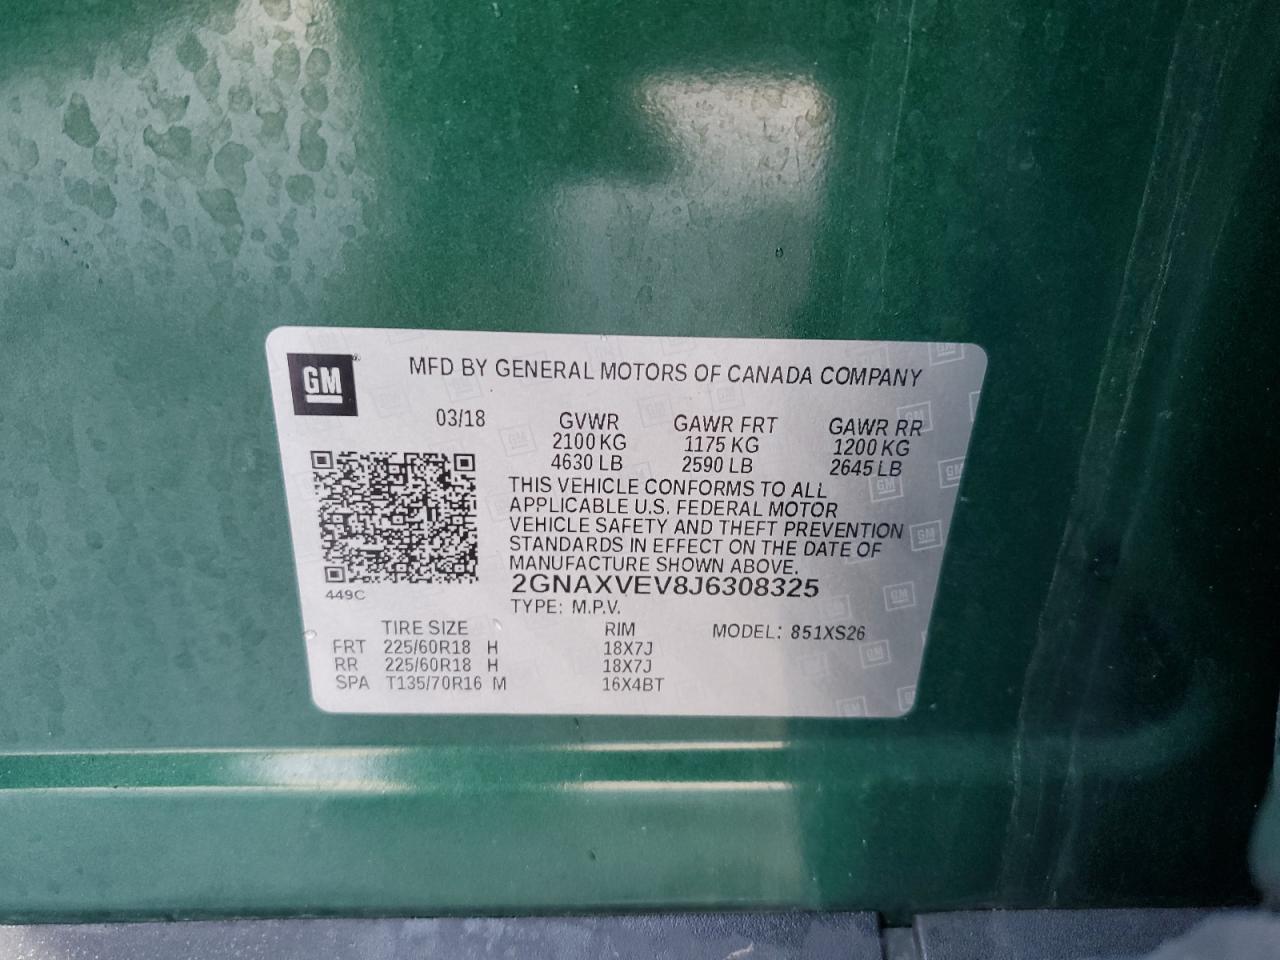 GM
MFD BY GENERAL MOTORS OF CANADA COMPANY
03/18 GVWR GAWR FRT GAWR RR
2100 KG 1175 KG 1200 KG
4630 LB 2590 LB 2645 LB
THIS VEHICLE CONFORMS TO ALL
APPLICABLE U.S. FEDERAL MOTOR
VEHICLE SAFETY AND THEFT PREVENTION
STANDARDS IN EFFECT ON THE DATE OF
MANUFACTURE SHOWN ABOVE.
449C
2GNAXVEV8J6308325
TYPE: M.P.V.
TIRE SIZE RIM MODEL: 851XS26
FRT 225/60R18 H 18X7J
RR 225/60R18 H 18X7J
SPA T135/70R16 M 16X4BT